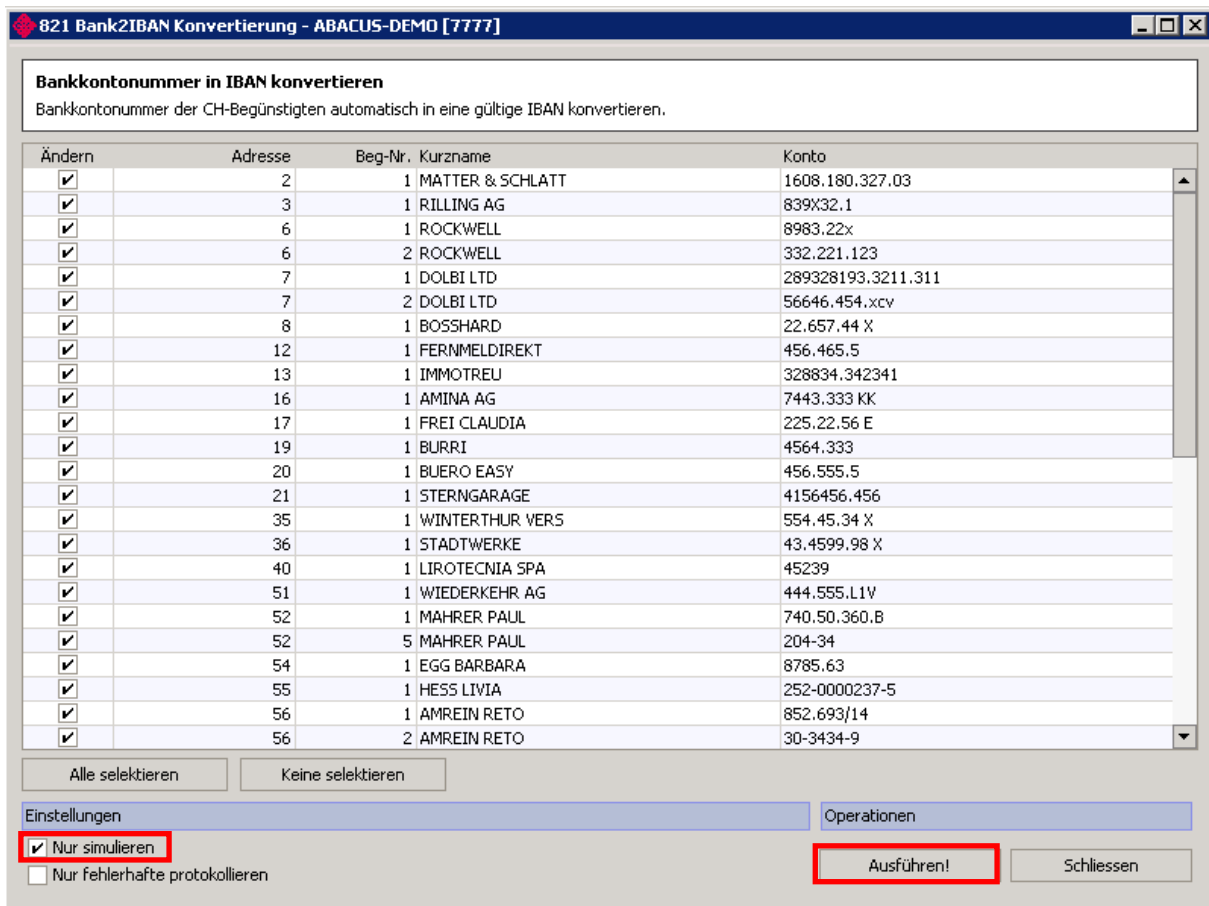 821 Bank2IBAN Konvertierung - ABACUS-DEMO [7777]
Bankkontonummer in IBAN konvertieren
Bankkontonummer der CH-Begünstigten automatisch in eine gültige IBAN konvertieren.
Ändern Adresse Beg-Nr. Kurzname Konto
2 1 MATTER & SCHLATT 1608.180.327.03
3 1 RILLING AG 839X32.1
6 1 ROCKWELL 8983.22x
6 2 ROCKWELL 332.221.123
7 1 DOLBI LTD 289328193.3211.311
7 2 DOLBI LTD 56646.454.xcv
8 1 BOSSHARD 22.657.44 X
12 1 FERNMELDIREKT 456.465.5
13 1 IMMOTREU 328834.342341
16 1 AMINA AG 7443.333 KK
17 1 FREI CLAUDIA 225.22.56 E
19 1 BURRI 4564.333
20 1 BUERO EASY 456.555.5
21 1 STERNGARAGE 4156456.456
35 1 WINTERTHUR VERS 554.45.34 X
36 1 STADTWERKE 43.4599.98 X
40 1 LIROTECNIA SPA 45239
51 1 WIEDERKEHR AG 444.555.L1V
52 1 MAHRER PAUL 740.50.360.B
52 5 MAHRER PAUL 204-34
54 1 EGG BARBARA 8785.63
55 1 HESS LIVIA 252-0000237-5
56 1 AMREIN RETO 852.693/14
56 2 AMREIN RETO 30-3434-9
Alle selektieren Keine selektieren
Einstellungen Operationen
Nur simulieren
Nur fehlerhafte protokollieren
Ausführen! Schliessen